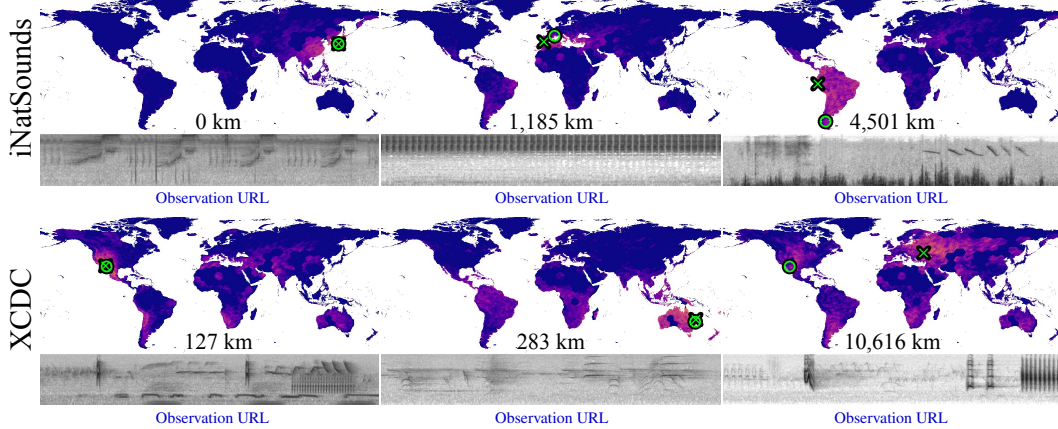 iNatSounds
0 km
1,185 km
4,501 km
Observation URL
Observation URL
Observation URL
XCDC
127 km
283 km
10,616 km
Observation URL
Observation URL
Observation URL